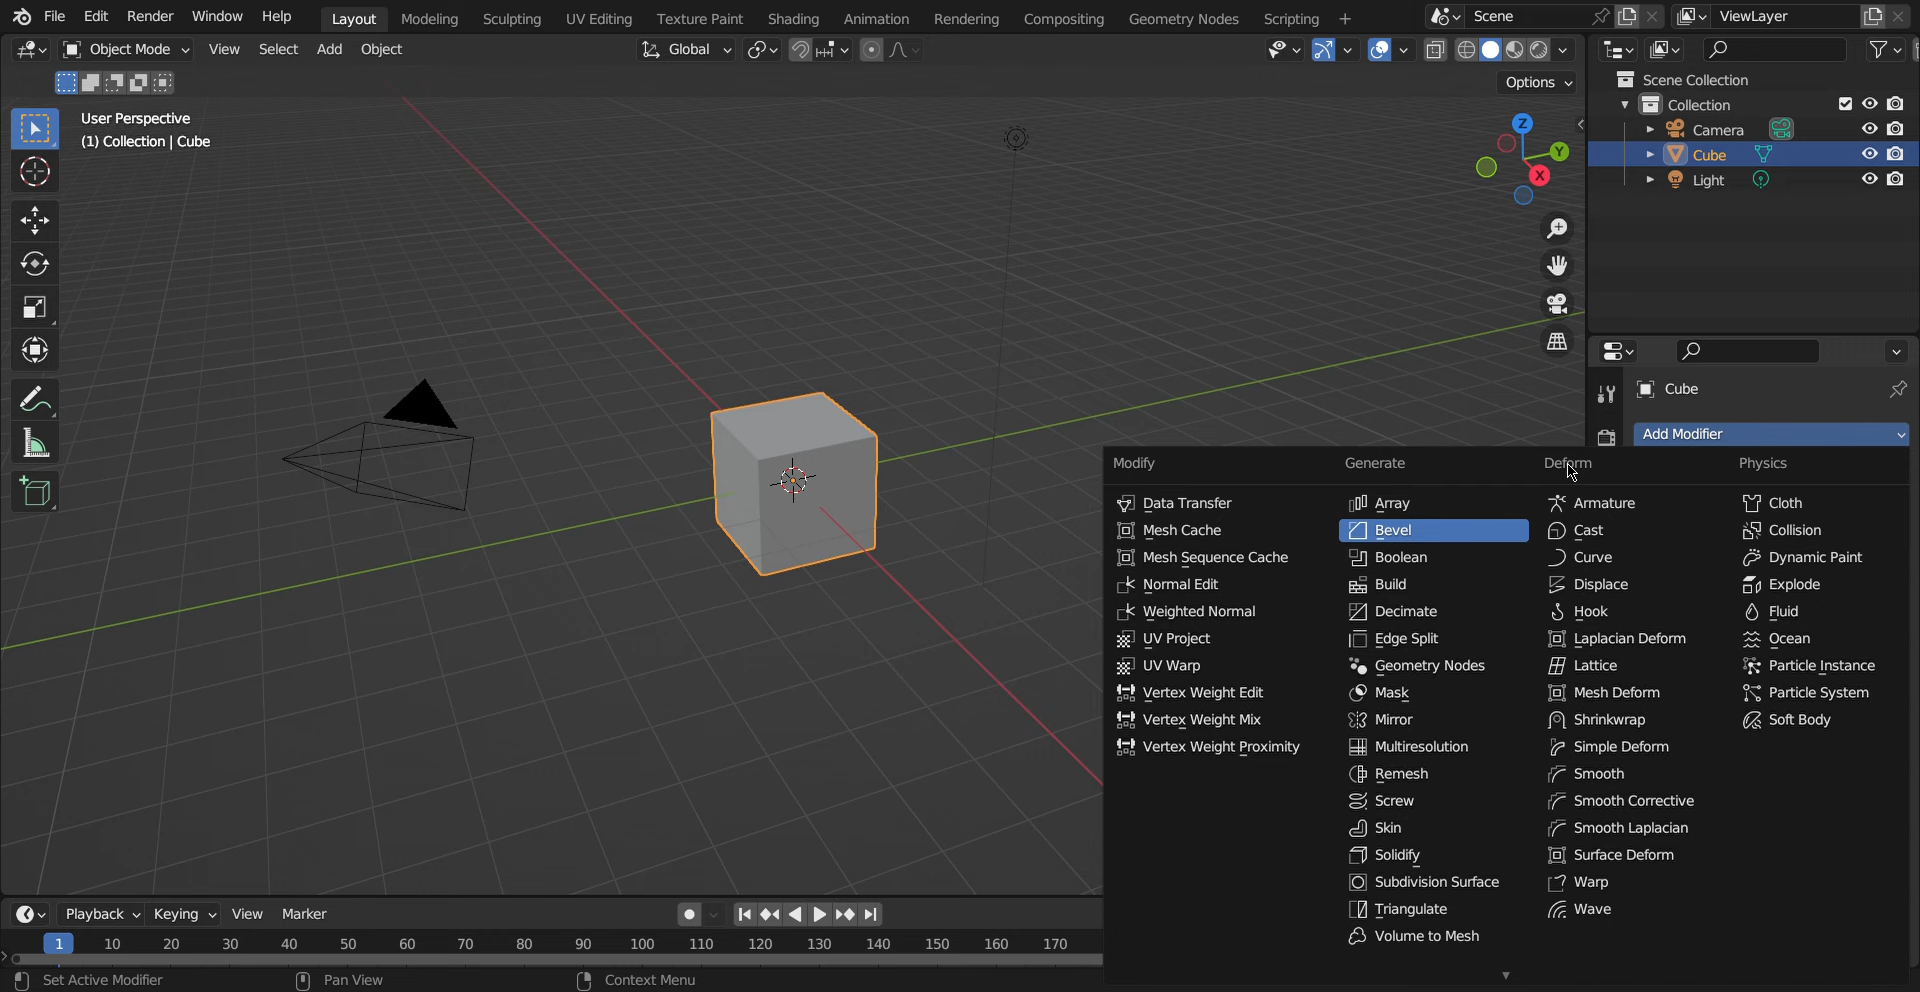 File Edit Render Window Help Layout Modeling Sculpting UV Editing Texture Paint Shading Animation Rendering Compositing Geometry Nodes Scripting + Scene ViewLayer
Object Mode View Select Add Object Global
Options
User Perspective
(1) Collection | Cube
Z
Y
X
Scene Collection
Collection
Camera
Cube
Light
Cube
Add Modifier
Modify Generate Deform Physics
Data Transfer Array Armature Cloth
Mesh Cache Bevel Cast Collision
Mesh Sequence Cache Boolean Curve Dynamic Paint
Normal Edit Build Displace Explode
Weighted Normal Decimate Hook Fluid
UV Project Edge Split Laplacian Deform Ocean
UV Warp Geometry Nodes Lattice Particle Instance
Vertex Weight Edit Mask Mesh Deform Particle System
Vertex Weight Mix Mirror Shrinkwrap Soft Body
Vertex Weight Proximity Multiresolution Simple Deform
Remesh Smooth
Screw Smooth Corrective
Skin Smooth Laplacian
Solidify Surface Deform
Subdivision Surface Warp
Triangulate Wave
Volume to Mesh
Playback Keying View Marker
1 10 20 30 40 50 60 70 80 90 100 110 120 130 140 150 160 170
Set Active Modifier Pan View Context Menu